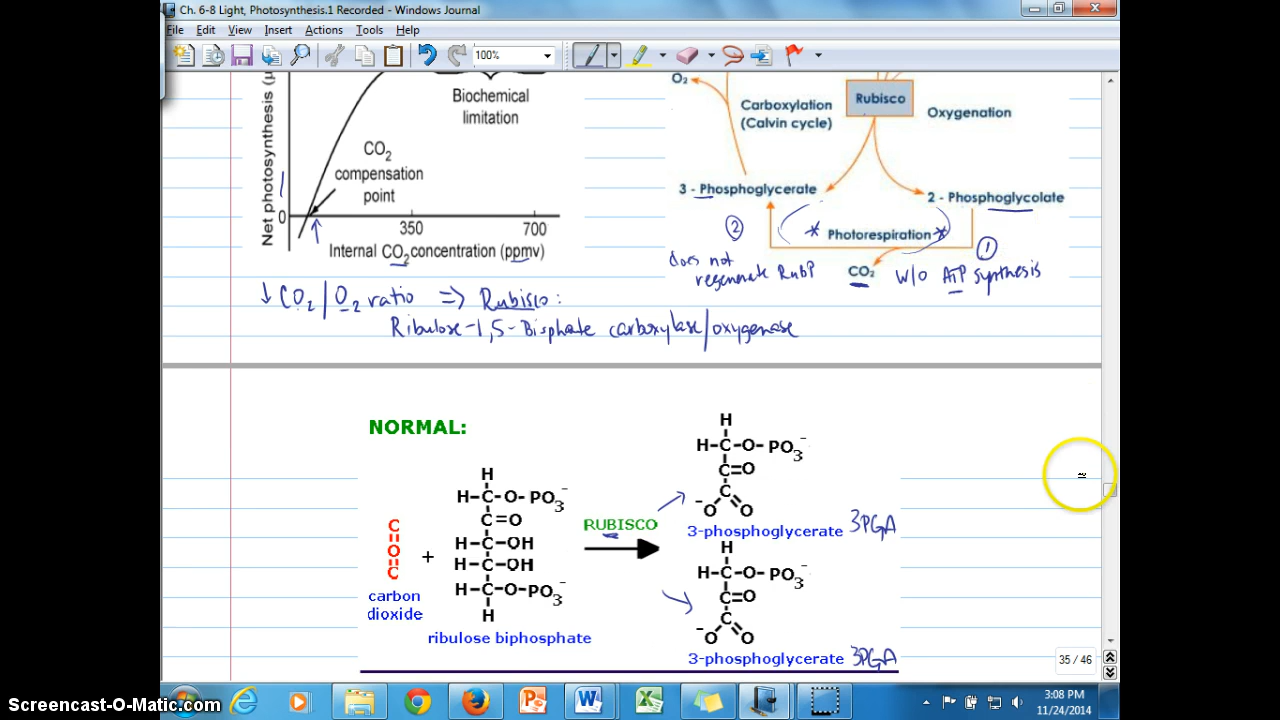 Ch. 6-8 Light, Photosynthesis.1 Recorded - Windows Journal
File Edit View Insert Actions Tools Help
100%
Net photosynthesis (μ
Biochemical
limitation
CO2
compensation
point
0
350 700
Internal CO2 concentration (ppmv)
O2
Carboxylation
(Calvin cycle)
Rubisco
Oxygenation
3 - Phosphoglycerate
2 - Phosphoglycolate
* Photorespiration *
2
1
does not
regenerate RuBP
CO2
w/o ATP synthesis
↓ CO2/O2 ratio => Rubisco:
Ribulose-1,5-Bisphate carboxylase/oxygenase
NORMAL:
C
O
C
carbon
dioxide
+
H
H-C-O-PO3-
C=O
H-C-OH
H-C-OH
H-C-O-PO3-
H
ribulose biphosphate
RUBISCO
H
H-C-O-PO3-
C=O
C
-O O
3-phosphoglycerate 3PGA
H
H-C-O-PO3-
C=O
C
-O O
3-phosphoglycerate 3PGA
35 / 46
Screencast-O-Matic.com
3:08 PM
11/24/2014